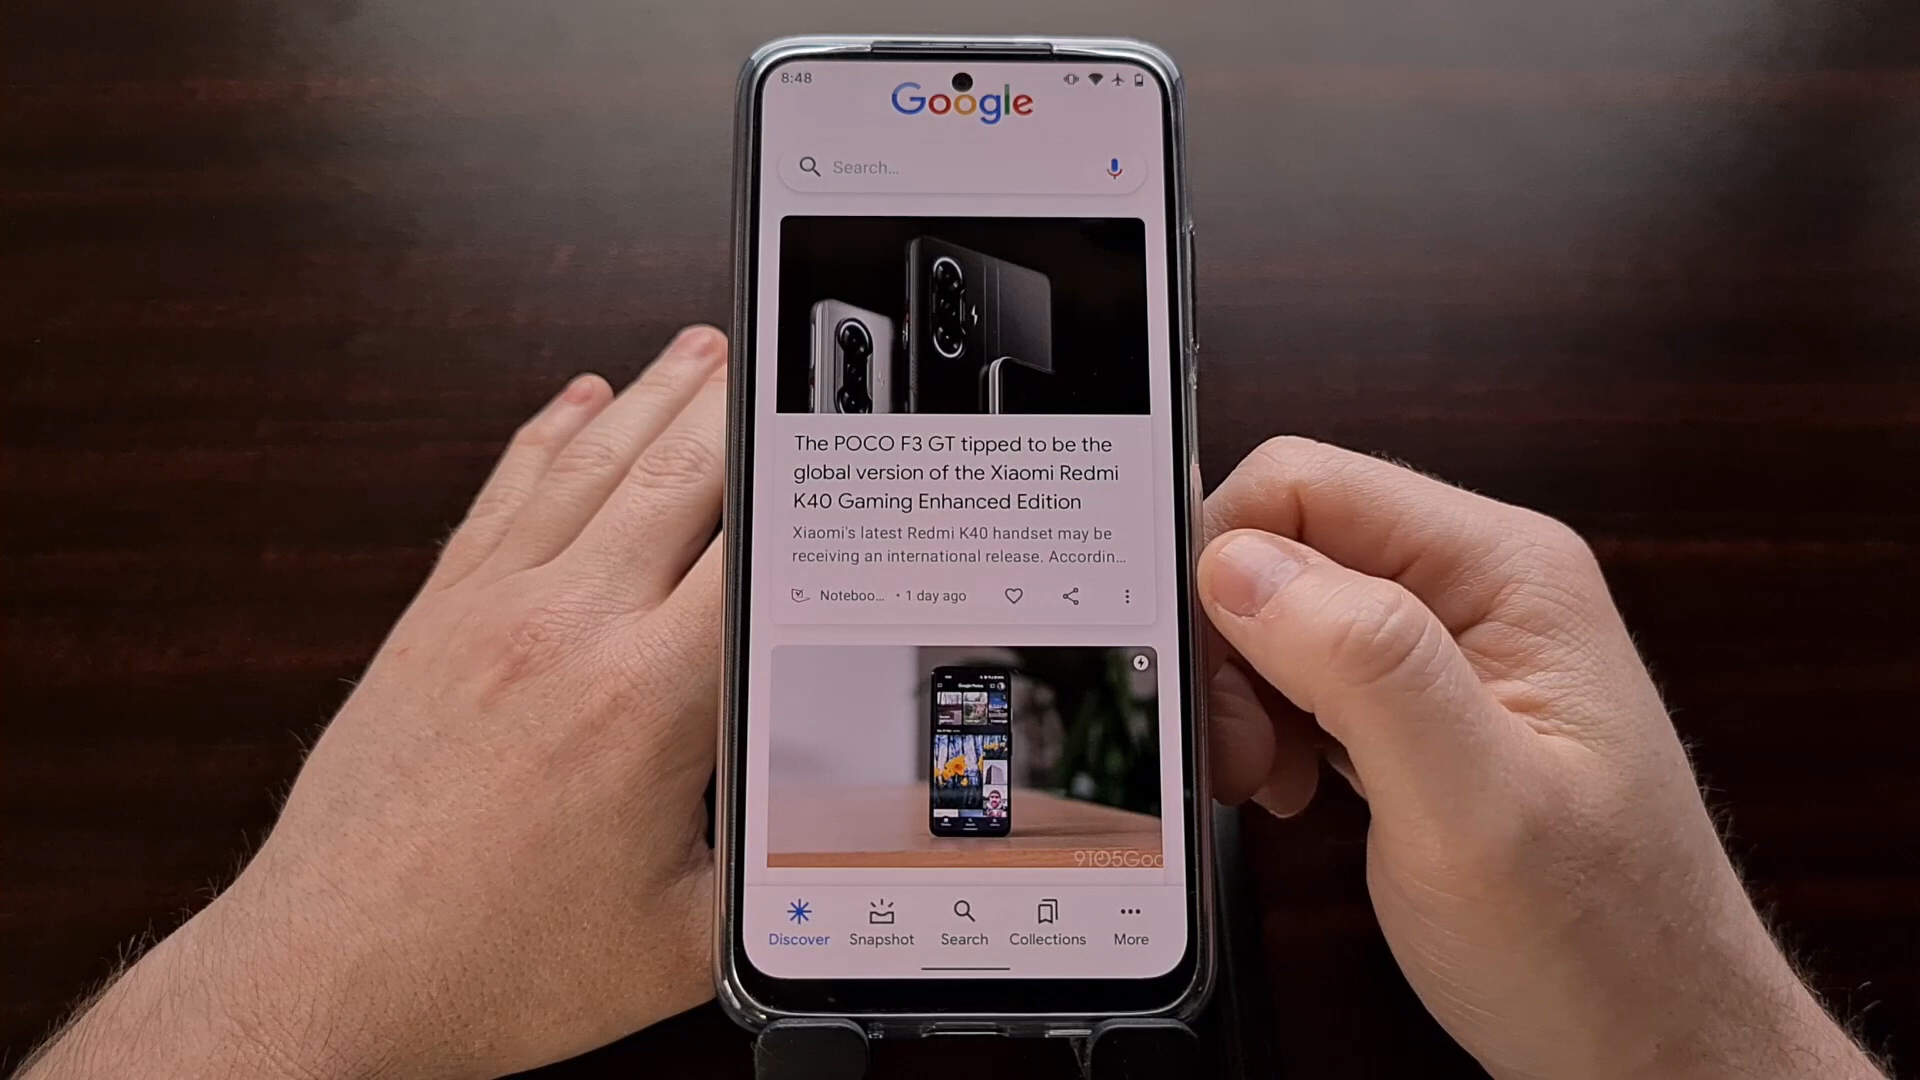 8:48
Google
Search...
The POCO F3 GT tipped to be the
global version of the Xiaomi Redmi
K40 Gaming Enhanced Edition
Xiaomi's latest Redmi K40 handset may be
receiving an international release. Accordin...
Noteboo... • 1 day ago
Google Photos
9TO5Goo
Discover Snapshot Search Collections More